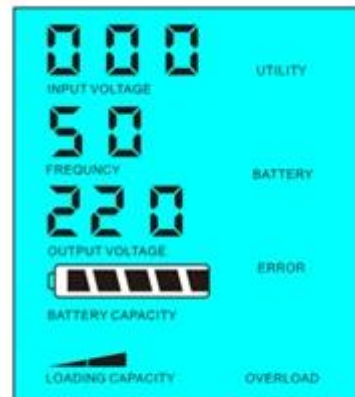 000
INPUT VOLTAGE
UTILITY
50
FREQUNCY
BATTERY
220
OUTPUT VOLTAGE
ERROR
BATTERY CAPACITY
LOADING CAPACITY
OVERLOAD